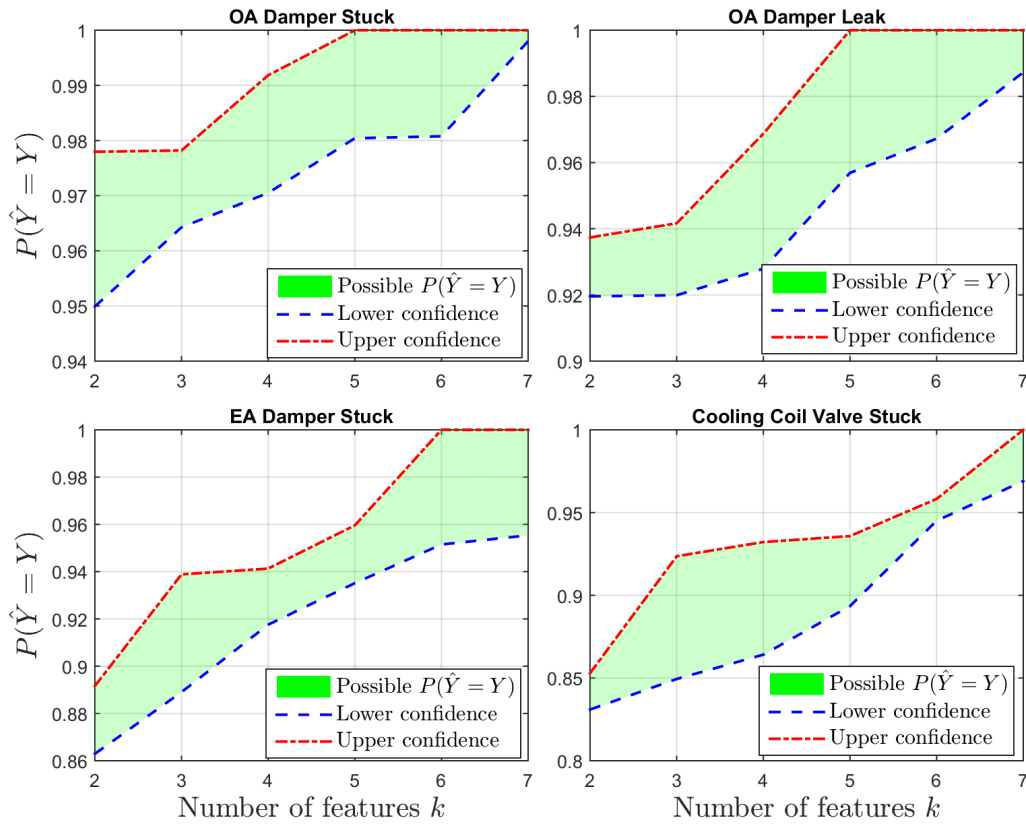 OA Damper Stuck
1
0.99
0.98
0.97
0.96
0.95
0.94
P(Ŷ = Y)
2 3 4 5 6 7
Possible P(Ŷ = Y)
Lower confidence
Upper confidence
OA Damper Leak
1
0.98
0.96
0.94
0.92
0.9
2 3 4 5 6 7
Possible P(Ŷ = Y)
Lower confidence
Upper confidence
EA Damper Stuck
1
0.98
0.96
0.94
0.92
0.9
0.88
0.86
P(Ŷ = Y)
2 3 4 5 6 7
Number of features k
Possible P(Ŷ = Y)
Lower confidence
Upper confidence
Cooling Coil Valve Stuck
1
0.95
0.9
0.85
0.8
2 3 4 5 6 7
Number of features k
Possible P(Ŷ = Y)
Lower confidence
Upper confidence